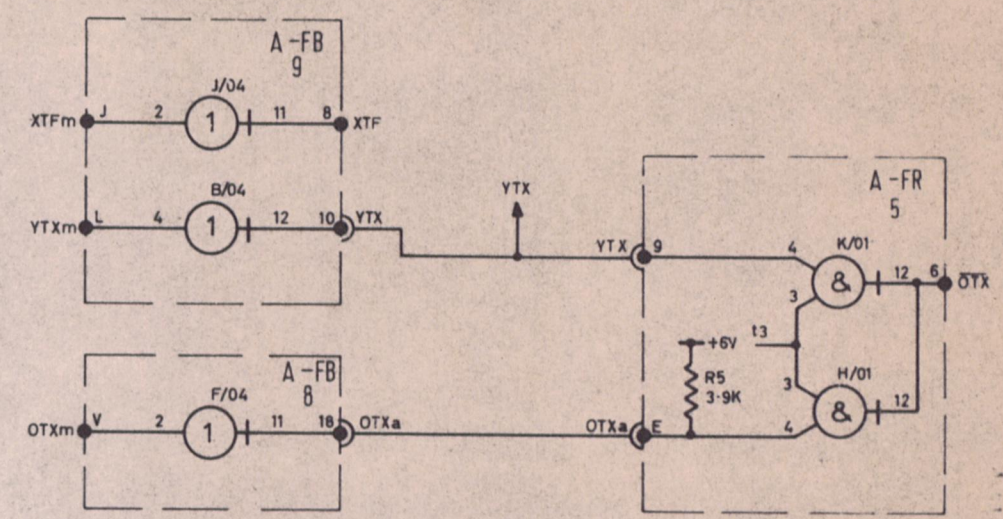 A-FB
9
J/04
XTFm J 2 1 11 8 XTF
B/04
YTXm L 4 1 12 10 YTX
YTX
A-FR
5
YTX 9 4 K/01
& 12 6 O̅T̅X̅
3
t3
+6V
R5
3·9K
3 H/01
& 12
OTXa E 4
A-FB
8
F/04
OTXm V 2 1 11 18 OTXa